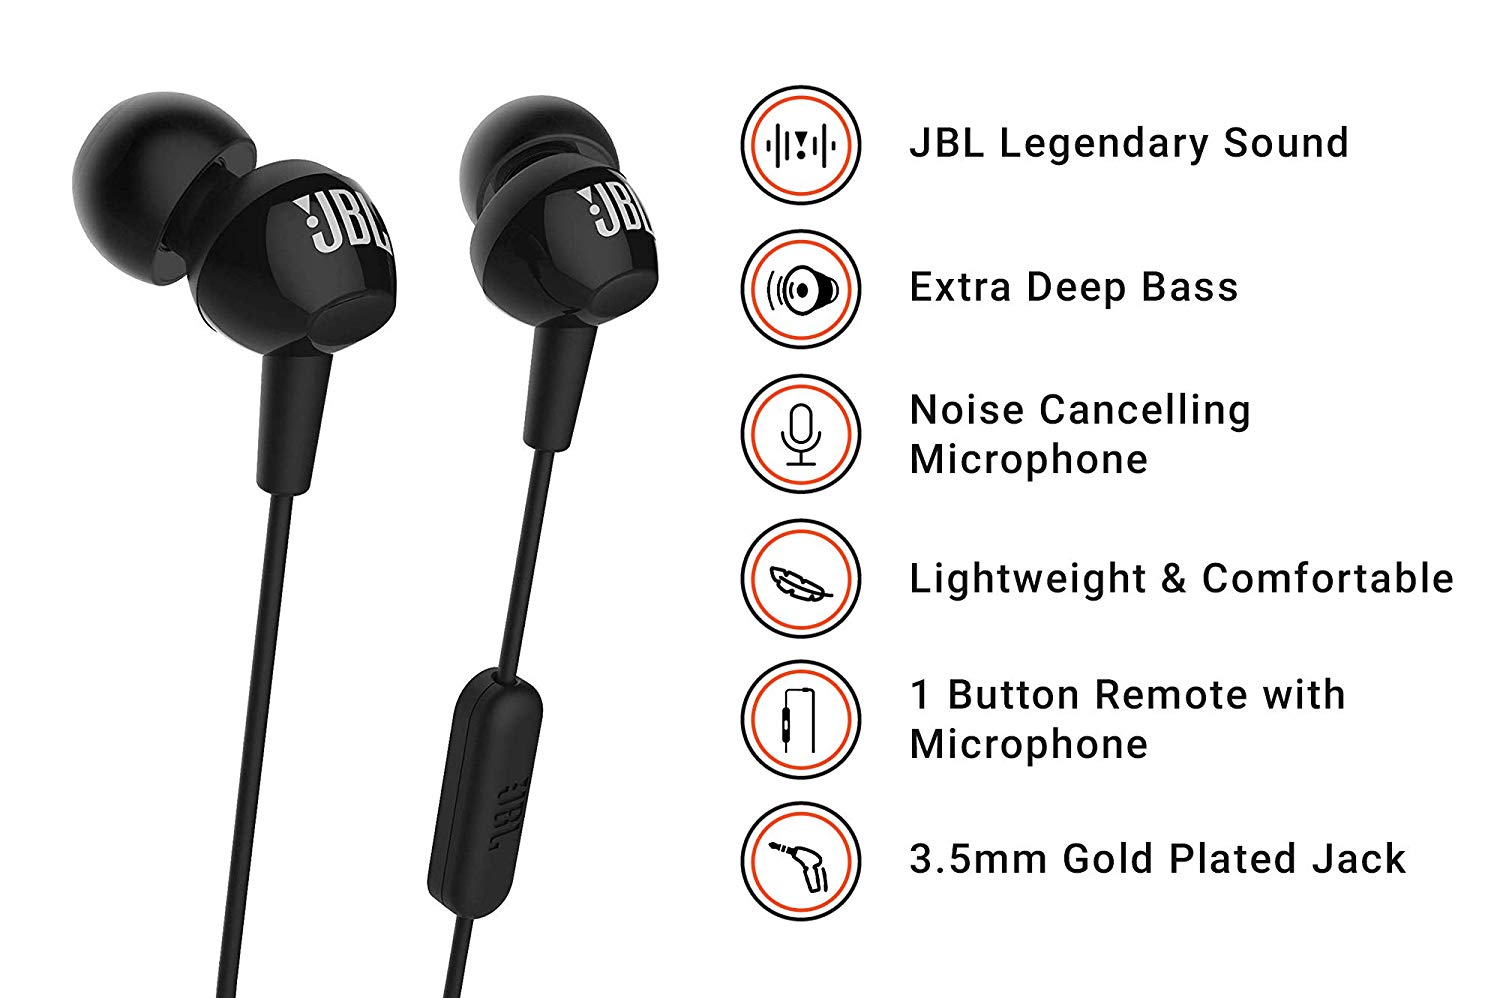 JBL
JBL
JBL
JBL Legendary Sound
Extra Deep Bass
Noise Cancelling
Microphone
Lightweight & Comfortable
1 Button Remote with
Microphone
3.5mm Gold Plated Jack